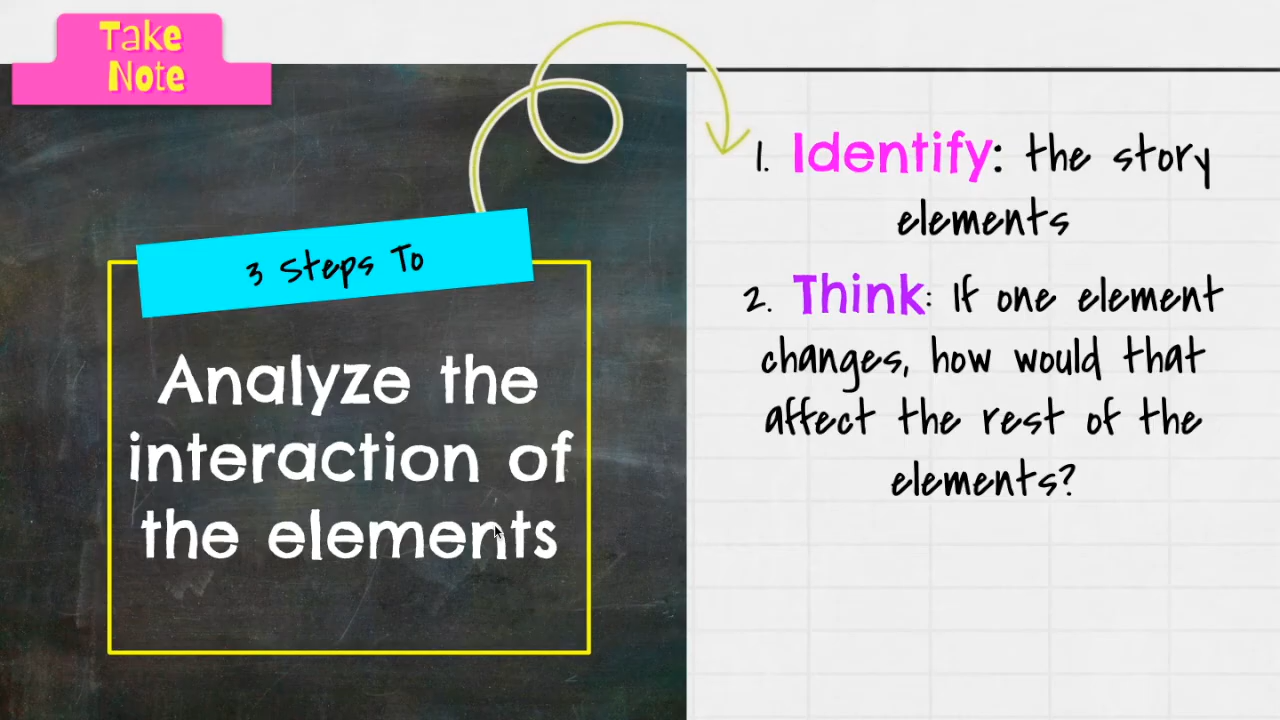 Take
Note
3 Steps To
Analyze the
interaction of
the elements
1. Identify: the story
elements
2. Think: If one element
changes, how would that
affect the rest of the
elements?